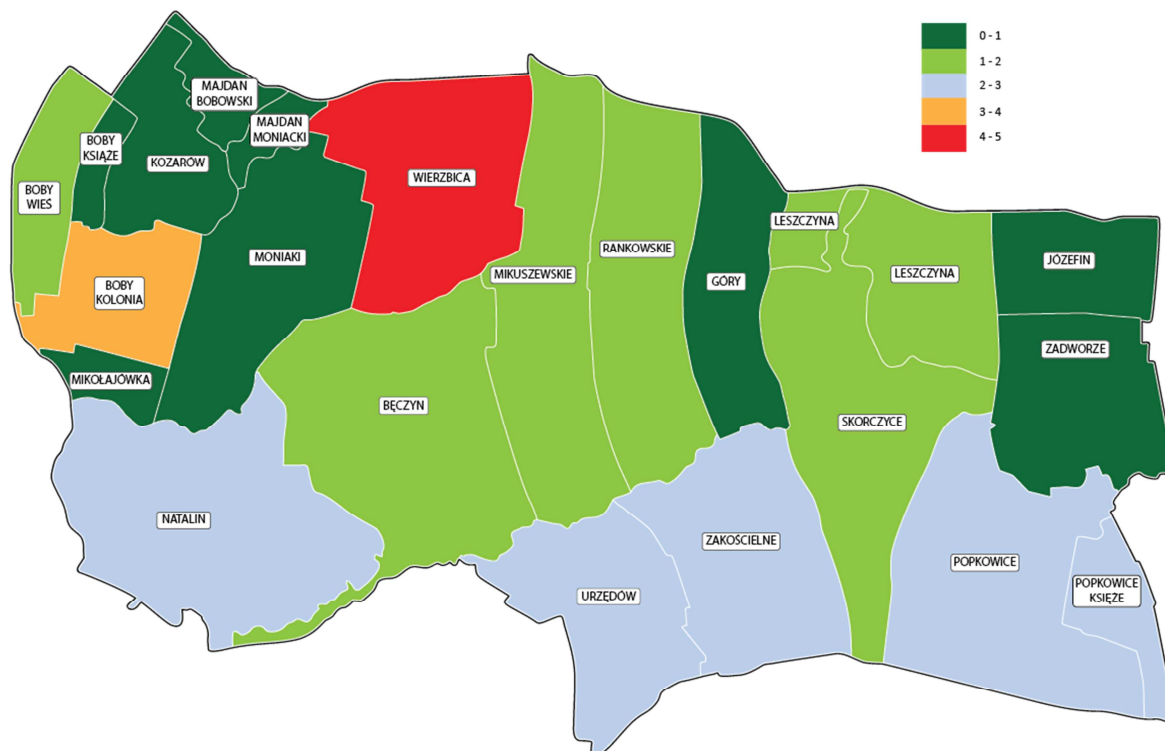 0 - 1
1 - 2
2 - 3
3 - 4
4 - 5
MAJDAN
BOBOWSKI
MAJDAN
MONIACKI
BOBY
KSIĄŻE
KOZARÓW
BOBY
WIEŚ
WIERZBICA
LESZCZYNA
RANKOWSKIE
MONIAKI
MIKUSZEWSKIE
GÓRY
LESZCZYNA
JÓZEFIN
BOBY
KOLONIA
ZADWORZE
MIKOŁAJÓWKA
BĘCZYN
SKORCZYCE
NATALIN
ZAKOŚCIELNE
POPKOWICE
URZĘDÓW
POPKOWICE
KSIĘŻE